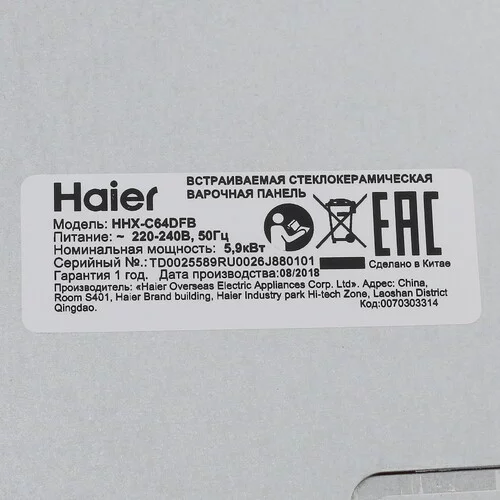 Haier
ВСТРАИВАЕМАЯ СТЕКЛОКЕРАМИЧЕСКАЯ
ВАРОЧНАЯ ПАНЕЛЬ
Модель: HHX-C64DFB
Питание: ~ 220-240В, 50Гц
Номинальная мощность: 5,9кВт
Серийный №: TD0025589RU0026J880101
Гарантия 1 год. Дата производства:08/2018
EAC
Сделано в Китае
Производитель: «Haier Overseas Electric Appliances Corp. Ltd». Адрес: China,
Room S401, Haier Brand building, Haier Industry park Hi-tech Zone, Laoshan District
Qingdao.
Код:0070303314